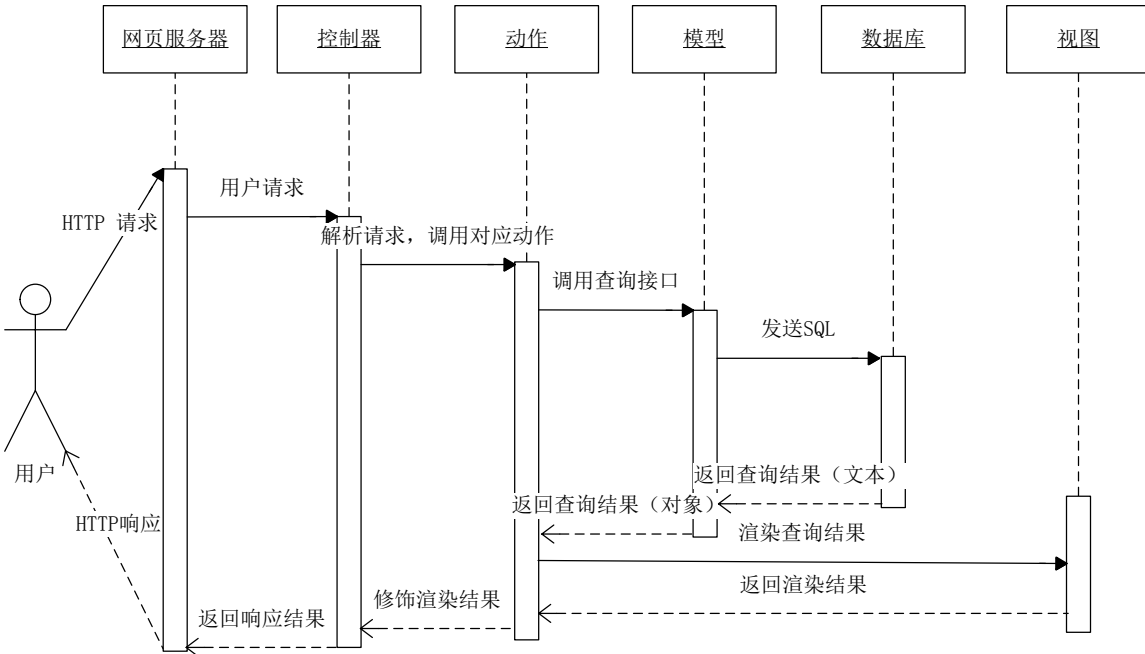 网页服务器
控制器
动作
模型
数据库
视图
用户请求
HTTP 请求
解析请求，调用对应动作
调用查询接口
发送SQL
用户
返回查询结果（文本）
返回查询结果（对象）
HTTP响应
渲染查询结果
返回渲染结果
修饰渲染结果
返回响应结果